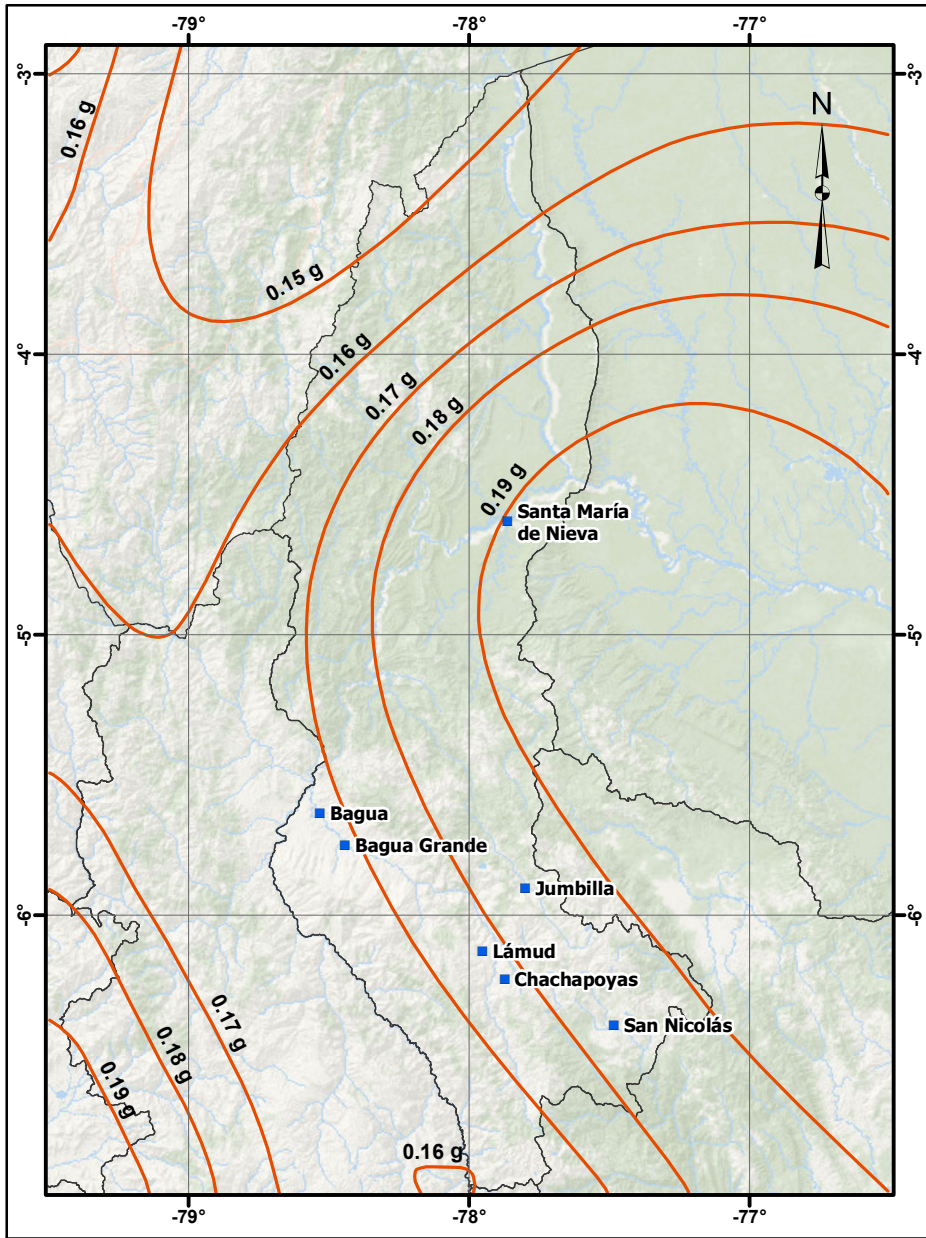 -79° -78° -77°
-3° -3°
N
0.16 g
0.15 g
0.16 g
-4° -4°
0.17 g
0.18 g
0.19 g
Santa María
de Nieva
-5° -5°
Bagua
Bagua Grande
Jumbilla
-6° -6°
Lámud
Chachapoyas
San Nicolás
0.17 g
0.18 g
0.19 g
0.16 g
-79° -78° -77°